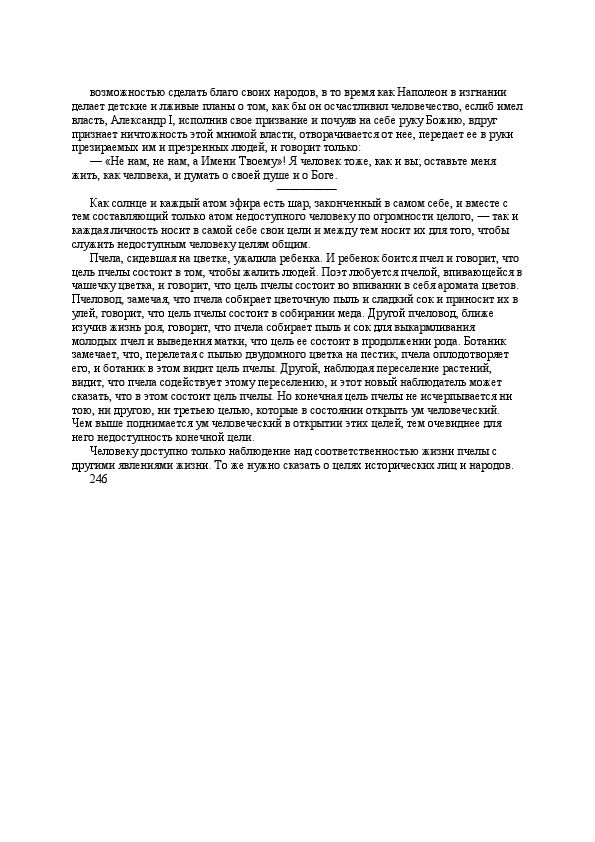 возможностью сделать благо своих народов, в то время как Наполеон в изгнании
делает детские и лживые планы о том, как бы он осчастливил человечество, еслиб имел
власть, Александр I, исполнив свое призвание и почуяв на себе руку Божию, вдруг
признает ничтожность этой мнимой власти, отворачивается от нее, передает ее в руки
презираемых им и презренных людей, и говорит только:
— «Не нам, не нам, а Имени Твоему»! Я человек тоже, как и вы; оставьте меня
жить, как человека, и думать о своей душе и о Боге.
Как солнце и каждый атом эфира есть шар, законченный в самом себе, и вместе с
тем составляющий только атом недоступного человеку по огромности целого, — так и
каждая личность носит в самой себе свои цели и между тем носит их для того, чтобы
служить недоступным человеку целям общим.
Пчела, сидевшая на цветке, ужалила ребенка. И ребенок боится пчел и говорит, что
цель пчелы состоит в том, чтобы жалить людей. Поэт любуется пчелой, впивающейся в
чашечку цветка, и говорит, что цель пчелы состоит во впивании в себя аромата цветов.
Пчеловод, замечая, что пчела собирает цветочную пыль и сладкий сок и приносит их в
улей, говорит, что цель пчелы состоит в собирании меда. Другой пчеловод, ближе
изучив жизнь роя, говорит, что пчела собирает пыль и сок для выкармливания
молодых пчел и выведения матки, что цель ее состоит в продолжении рода. Ботаник
замечает, что, перелетая с пылью двудомного цветка на пестик, пчела оплодотворяет
его, и ботаник в этом видит цель пчелы. Другой, наблюдая переселение растений,
видит, что пчела содействует этому переселению, и этот новый наблюдатель может
сказать, что в этом состоит цель пчелы. Но конечная цель пчелы не исчерпывается ни
тою, ни другою, ни третьею целью, которые в состоянии открыть ум человеческий.
Чем выше поднимается ум человеческий в открытии этих целей, тем очевиднее для
него недоступность конечной цели.
Человеку доступно только наблюдение над соответственностью жизни пчелы с
другими явлениями жизни. То же нужно сказать о целях исторических лиц и народов.
246